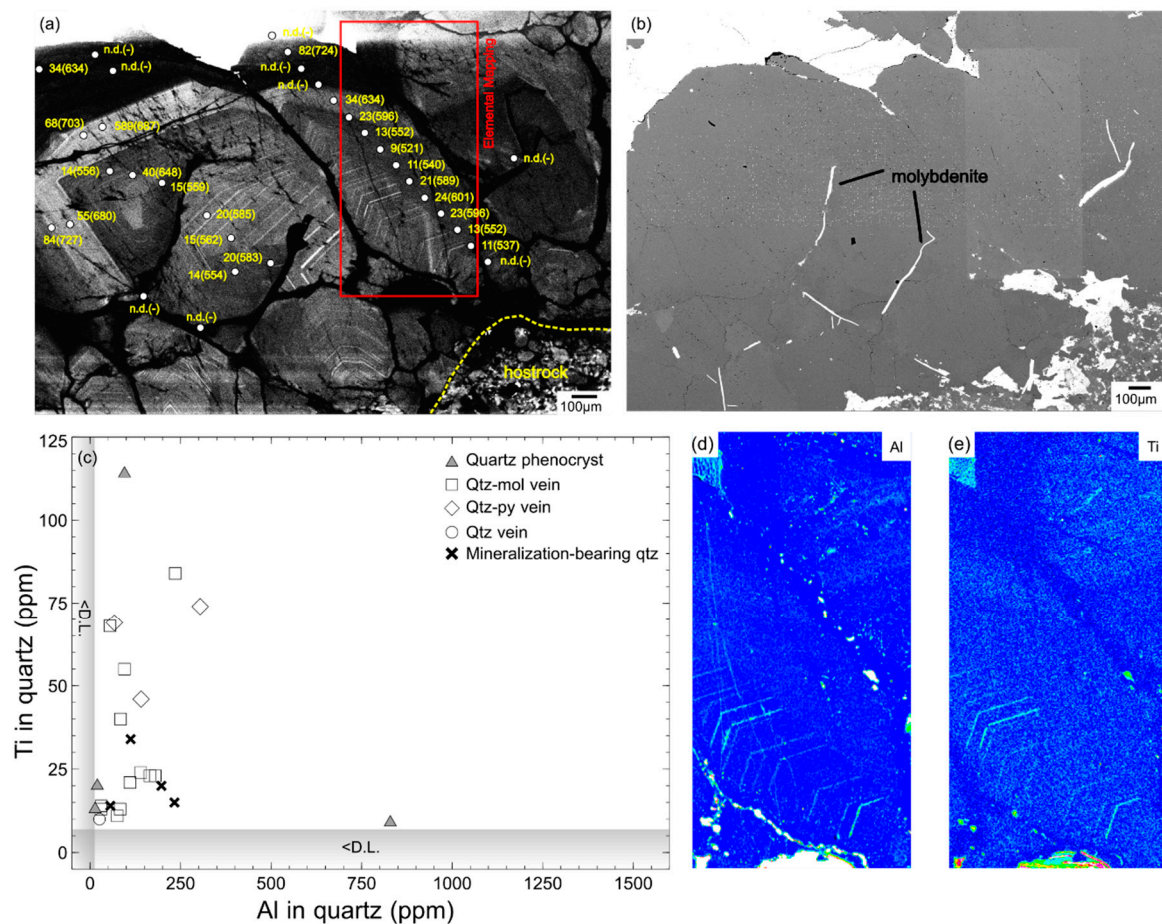 (a)
n.d.(-)
82(724)
34(634)
n.d.(-)
n.d.(-)
n.d.(-)
34(634)
68(703)
589(667)
23(596)
13(552)
9(521)
n.d.(-)
14(556)
40(648)
15(559)
11(540)
21(589)
24(601)
55(680)
20(585)
23(596)
84(727)
15(562)
13(552)
11(537)
20(583)
14(554)
n.d.(-)
n.d.(-)
n.d.(-)
Elemental Mapping
hostrock
100μm
(b)
molybdenite
100μm
(c)
Quartz phenocryst
Qtz-mol vein
Qtz-py vein
Qtz vein
Mineralization-bearing qtz
<D.L.
<D.L.
125
100
75
50
25
0
Ti in quartz (ppm)
0 250 500 750 1000 1250 1500
Al in quartz (ppm)
(d)
Al
(e)
Ti